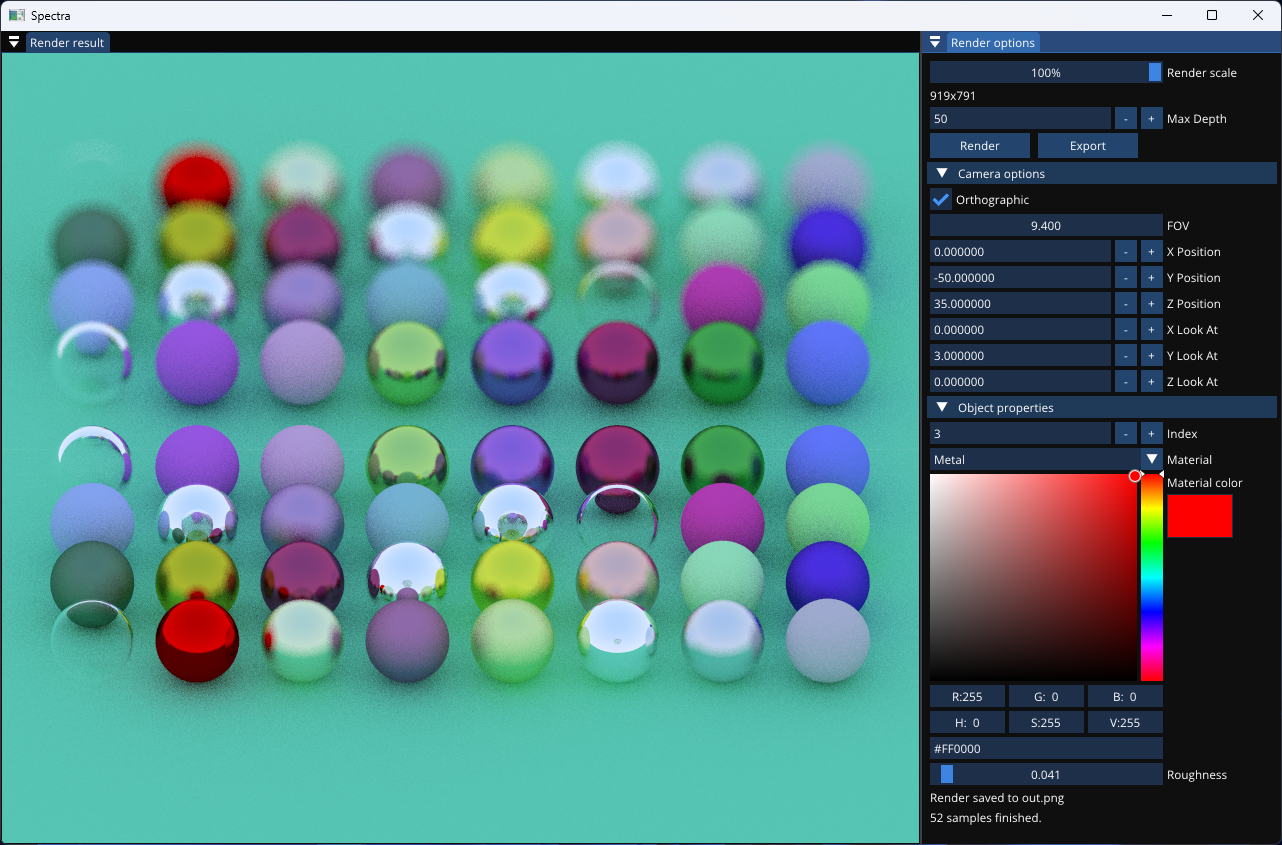 Spectra
Render result
Render options
100% Render scale
919x791
50 - + Max Depth
Render Export
Camera options
Orthographic
9.400 FOV
0.000000 - + X Position
-50.000000 - + Y Position
35.000000 - + Z Position
0.000000 - + X Look At
3.000000 - + Y Look At
0.000000 - + Z Look At
Object properties
3 - + Index
Metal Material
Material color
R:255 G: 0 B: 0
H: 0 S:255 V:255
#FF0000
0.041 Roughness
Render saved to out.png
52 samples finished.